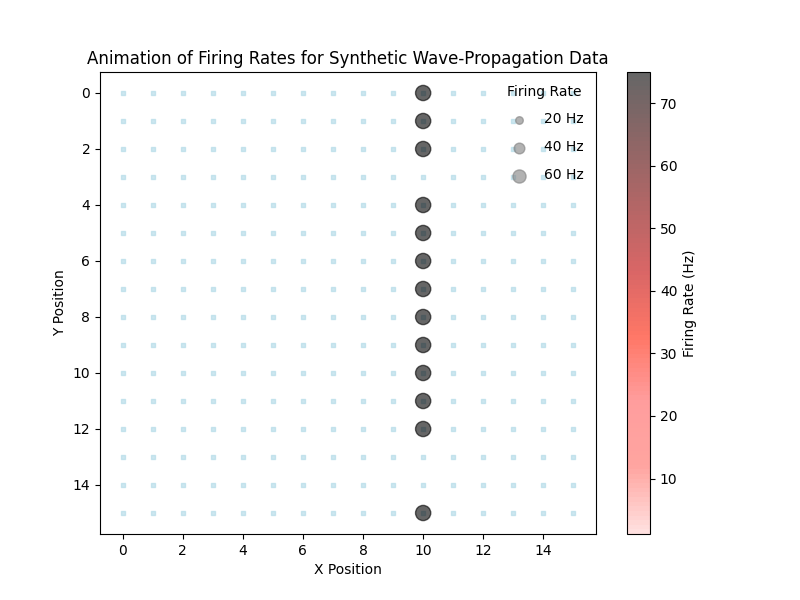 Animation of Firing Rates for Synthetic Wave-Propagation Data
Firing Rate
20 Hz
40 Hz
60 Hz
0
2
4
6
8
10
12
14
Y Position
0 2 4 6 8 10 12 14
X Position
70
60
50
40
30
20
10
Firing Rate (Hz)